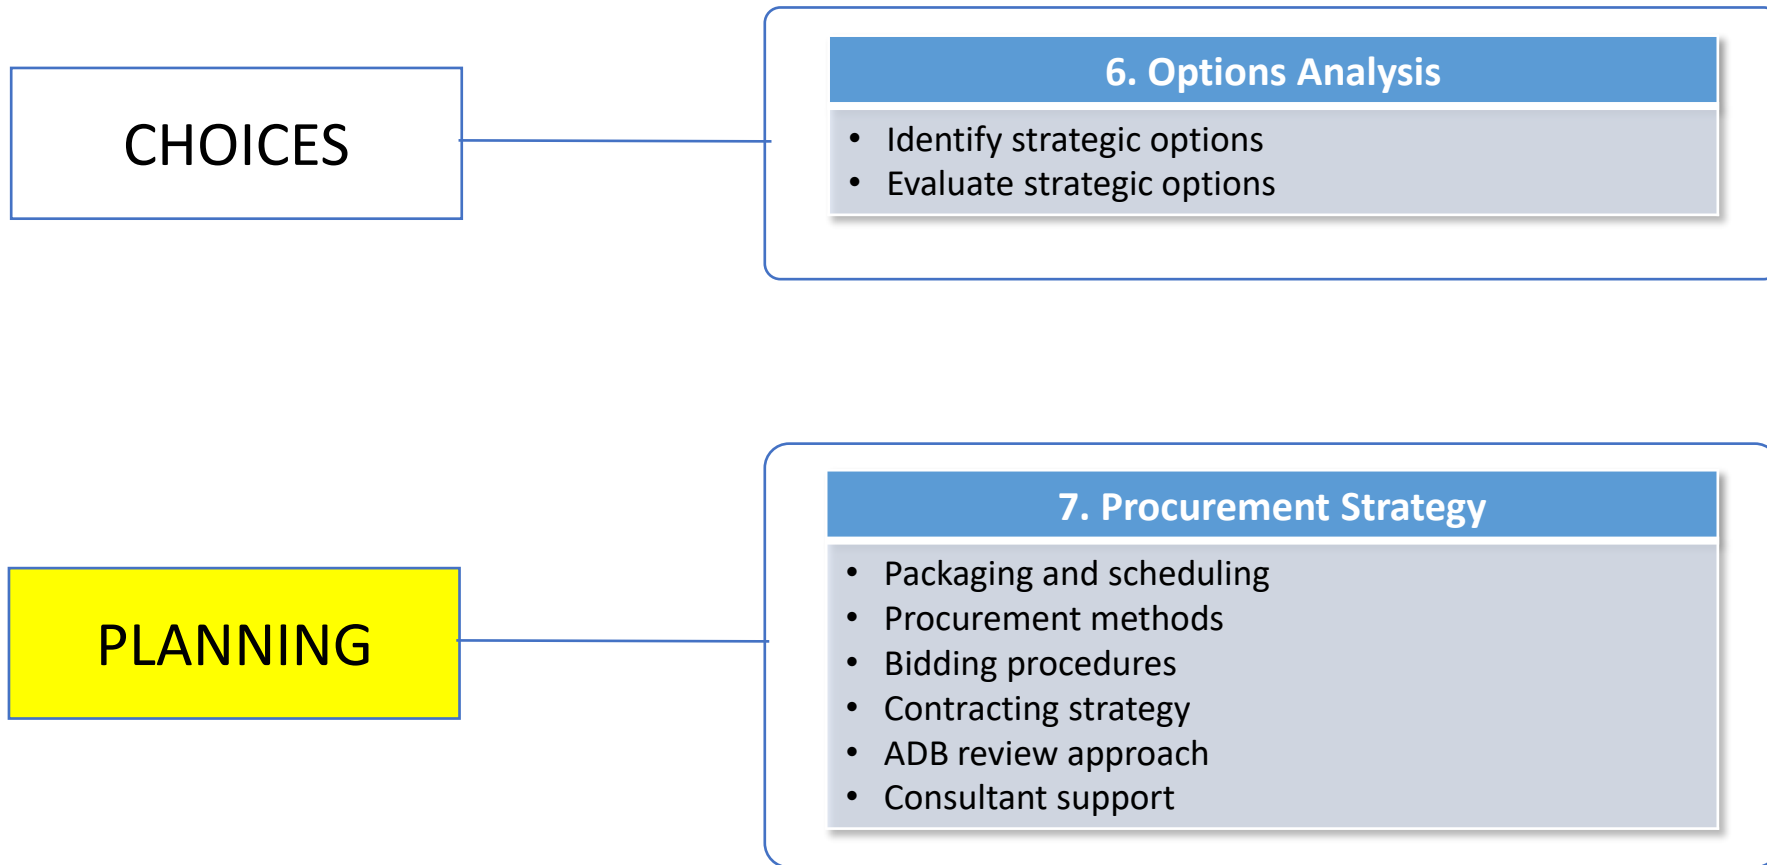 CHOICES
6. Options Analysis
• Identify strategic options
• Evaluate strategic options
PLANNING
7. Procurement Strategy
• Packaging and scheduling
• Procurement methods
• Bidding procedures
• Contracting strategy
• ADB review approach
• Consultant support